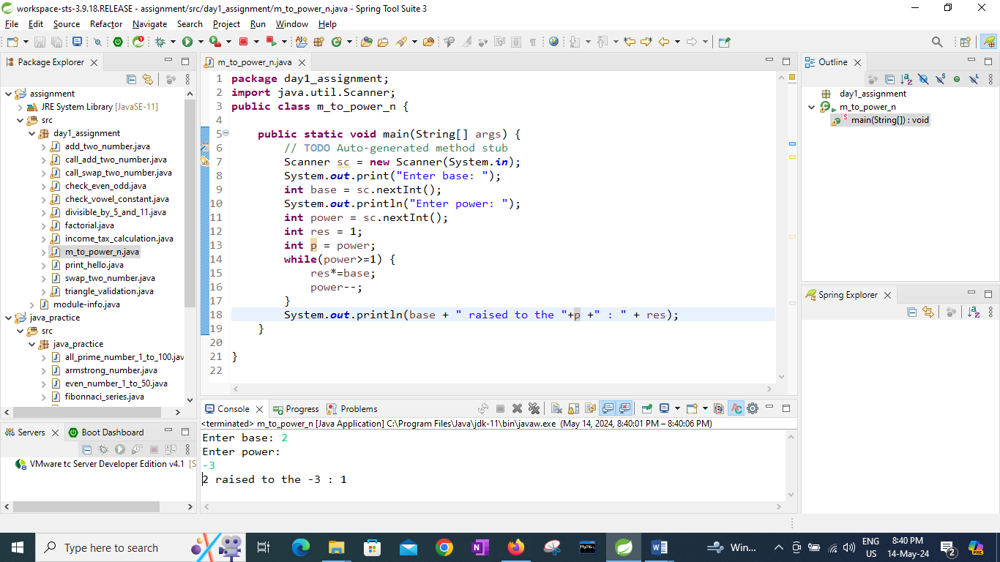 workspace-sts-3.9.18.RELEASE - assignment/src/day1_assignment/m_to_power_n.java - Spring Tool Suite 3
File Edit Source Refactor Navigate Search Project Run Window Help
Package Explorer
assignment
JRE System Library [JavaSE-11]
src
day1_assignment
add_two_number.java
call_add_two_number.java
call_swap_two_number.java
check_even_odd.java
check_vowel_constant.java
divisible_by_5_and_11.java
factorial.java
income_tax_calculation.java
m_to_power_n.java
print_hello.java
swap_two_number.java
triangle_validation.java
module-info.java
java_practice
src
java_practice
all_prime_number_1_to_100.jav
armstrong_number.java
even_number_1_to_50.java
fibonnaci_series.java
Servers Boot Dashboard
VMware tc Server Developer Edition v4.1 [S
m_to_power_n.java
1 package day1_assignment;
2 import java.util.Scanner;
3 public class m_to_power_n {
4
5 public static void main(String[] args) {
6 // TODO Auto-generated method stub
7 Scanner sc = new Scanner(System.in);
8 System.out.print("Enter base: ");
9 int base = sc.nextInt();
10 System.out.println("Enter power: ");
11 int power = sc.nextInt();
12 int res = 1;
13 int p = power;
14 while(power>=1) {
15 res*=base;
16 power--;
17 }
18 System.out.println(base + " raised to the "+p +" : " + res);
19 }
20
21 }
22
Console Progress Problems
<terminated> m_to_power_n [Java Application] C:\Program Files\Java\jdk-11\bin\javaw.exe (May 14, 2024, 8:40:01 PM – 8:40:06 PM)
Enter base: 2
Enter power:
-3
2 raised to the -3 : 1
Outline
day1_assignment
m_to_power_n
main(String[]) : void
Spring Explorer
Type here to search
Win...
ENG
US
8:40 PM
14-May-24
2
PRE